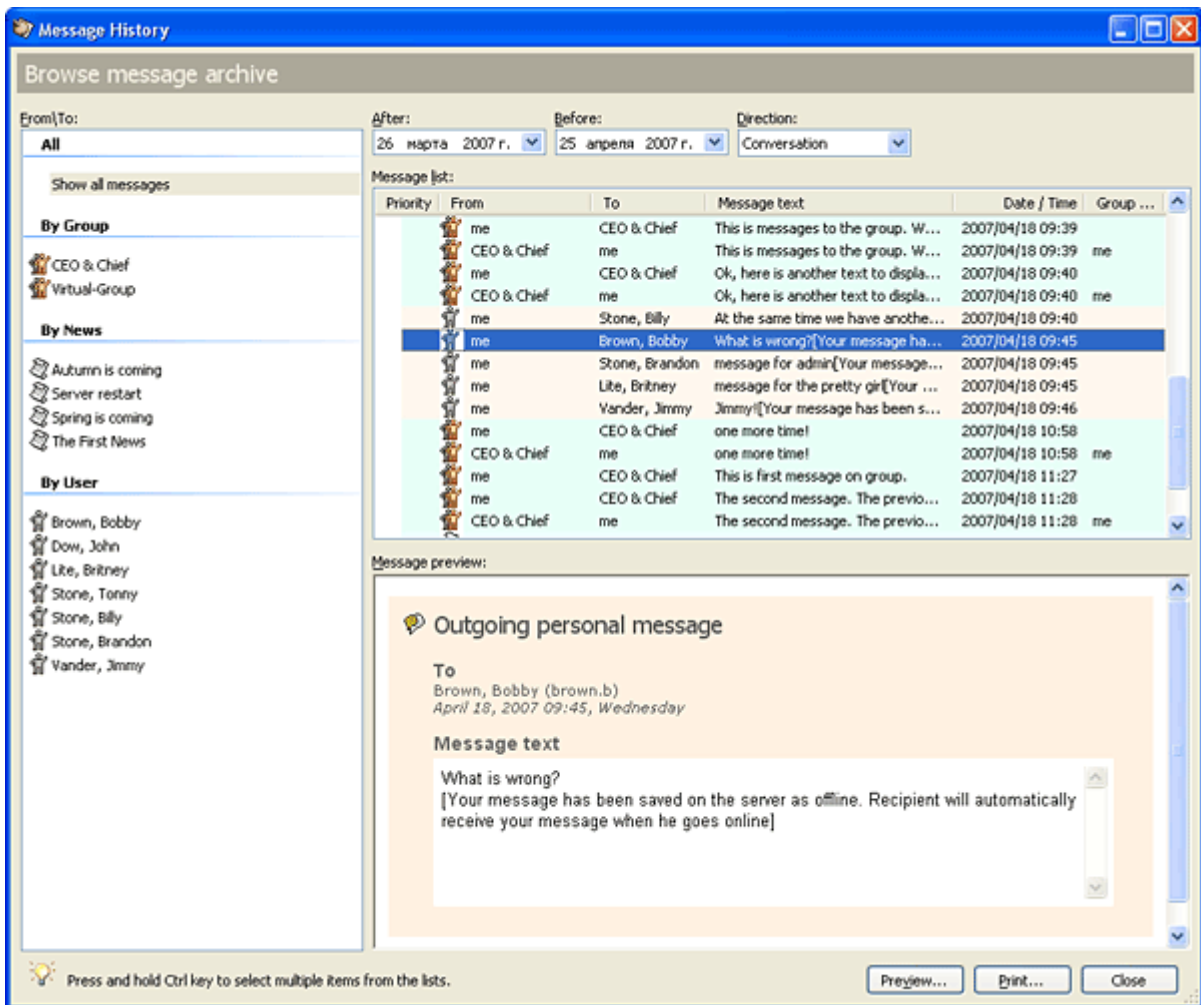 Message History
Browse message archive
From\To:
All
Show all messages
By Group
CEO & Chief
Virtual-Group
By News
Autumn is coming
Server restart
Spring is coming
The First News
By User
Brown, Bobby
Dow, John
Lite, Britney
Stone, Tonny
Stone, Billy
Stone, Brandon
Vander, Jimmy
After: Before: Direction:
26 марта 2007 г. 25 апреля 2007 г. Conversation
Message list:
Priority From To Message text Date / Time Group ...
me CEO & Chief This is messages to the group. W... 2007/04/18 09:39
CEO & Chief me This is messages to the group. W... 2007/04/18 09:39 me
me CEO & Chief Ok, here is another text to displa... 2007/04/18 09:40
CEO & Chief me Ok, here is another text to displa... 2007/04/18 09:40 me
me Stone, Billy At the same time we have anothe... 2007/04/18 09:40
me Brown, Bobby What is wrong?[Your message ha... 2007/04/18 09:45
me Stone, Brandon message for admin[Your message... 2007/04/18 09:45
me Lite, Britney message for the pretty girl[Your ... 2007/04/18 09:45
me Vander, Jimmy Jimmy![Your message has been s... 2007/04/18 09:46
me CEO & Chief one more time! 2007/04/18 10:58
CEO & Chief me one more time! 2007/04/18 10:58 me
me CEO & Chief This is first message on group. 2007/04/18 11:27
me CEO & Chief The second message. The previo... 2007/04/18 11:28
CEO & Chief me The second message. The previo... 2007/04/18 11:28 me
Message preview:
Outgoing personal message
To
Brown, Bobby (brown.b)
April 18, 2007 09:45, Wednesday
Message text
What is wrong?
[Your message has been saved on the server as offline. Recipient will automatically
receive your message when he goes online]
Press and hold Ctrl key to select multiple items from the lists.
Preview... Print... Close